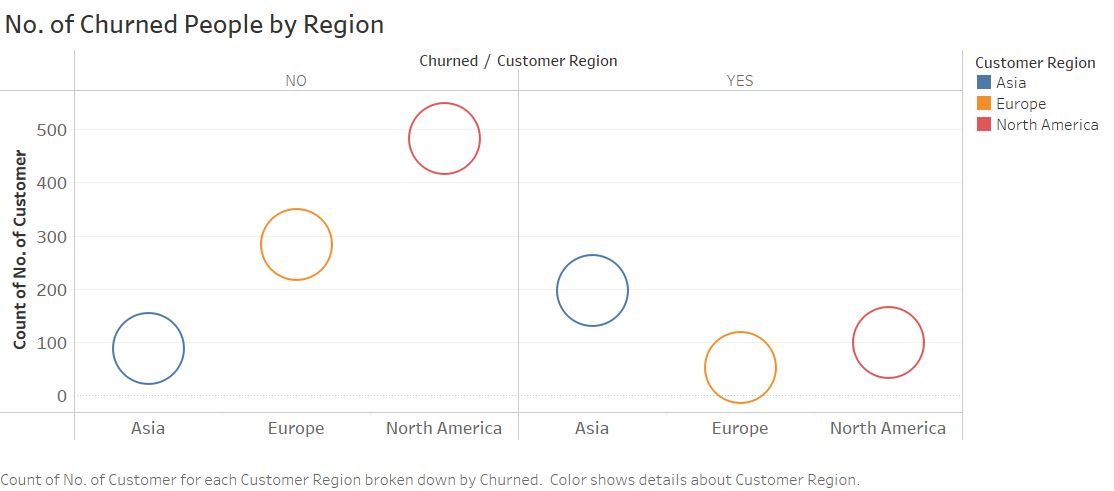 No. of Churned People by Region
Churned / Customer Region
NO
YES
Count of No. of Customer
500
400
300
200
100
0
Asia
Europe
North America
Asia
Europe
North America
Customer Region
Asia
Europe
North America
Count of No. of Customer for each Customer Region broken down by Churned. Color shows details about Customer Region.